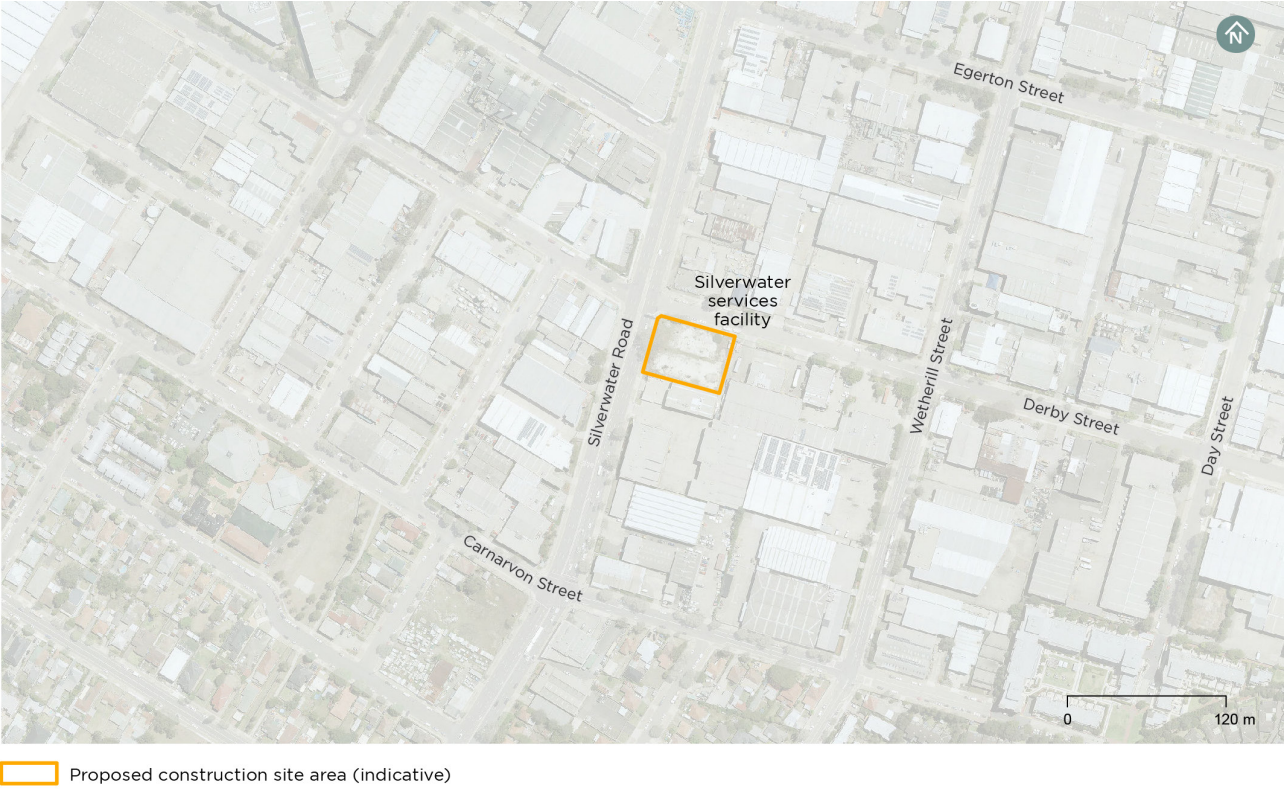 N
Egerton Street
Silverwater
services
facility
Silverwater Road
Wetherill Street
Derby Street
Day Street
Carnarvon Street
0
120 m
Proposed construction site area (indicative)